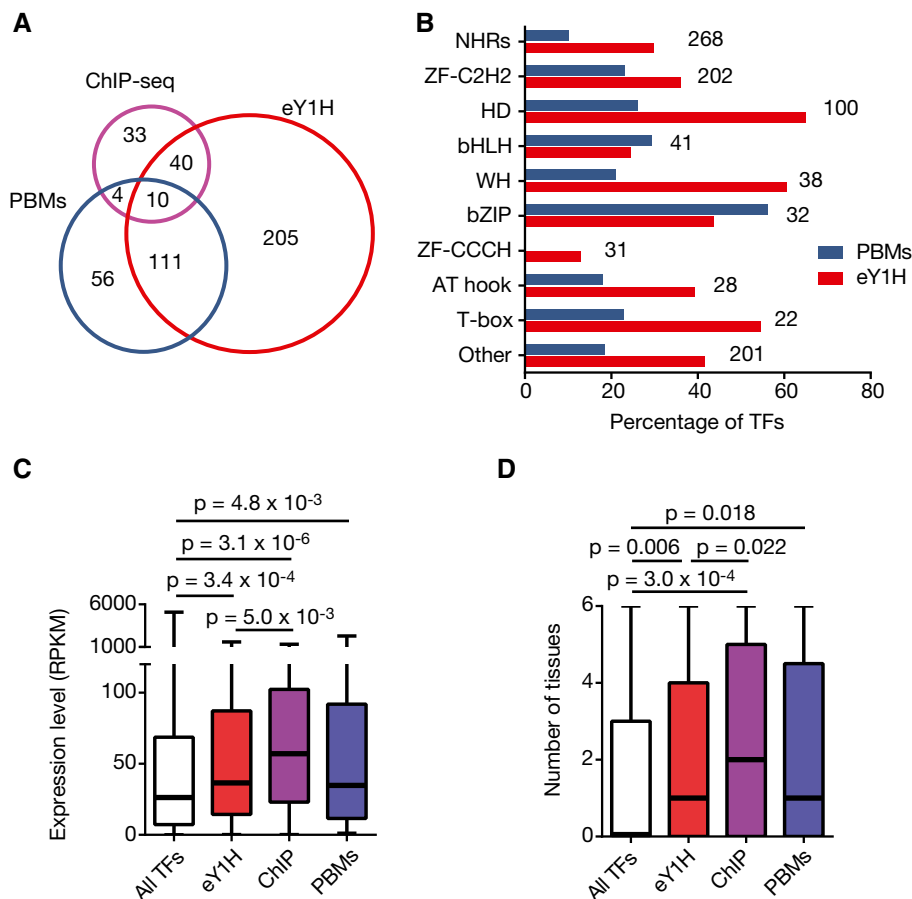 A
ChIP-seq
eY1H
PBMs
33
40
4
10
205
56
111
B
NHRs
268
ZF-C2H2
202
HD
100
bHLH
41
WH
38
bZIP
32
ZF-CCCH
31
AT hook
28
T-box
22
Other
201
PBMs
eY1H
0 20 40 60 80
Percentage of TFs
C
p = 4.8 x 10-3
p = 3.1 x 10-6
p = 3.4 x 10-4
p = 5.0 x 10-3
6000
1000
100
50
0
Expression level (RPKM)
All TFs
eY1H
ChIP
PBMs
D
p = 0.018
p = 0.006 p = 0.022
p = 3.0 x 10-4
6
4
2
0
Number of tissues
All TFs
eY1H
ChIP
PBMs